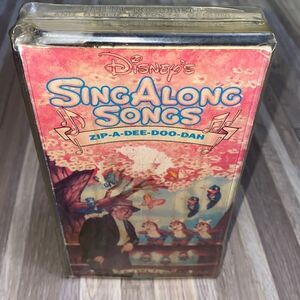 Disney's
SING ALONG
SONGS
ZIP-A-DEE-DOO-DAH